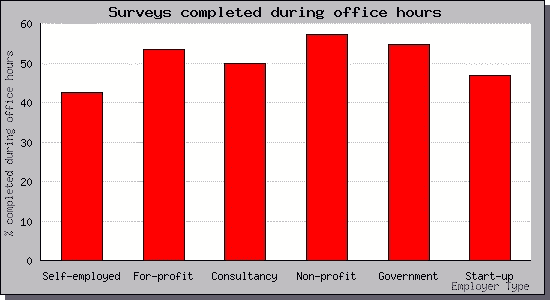 Surveys completed during office hours
60
50
40
30
20
10
0
% completed during office hours
Self-employed For-profit Consultancy Non-profit Government Start-up
Employer Type